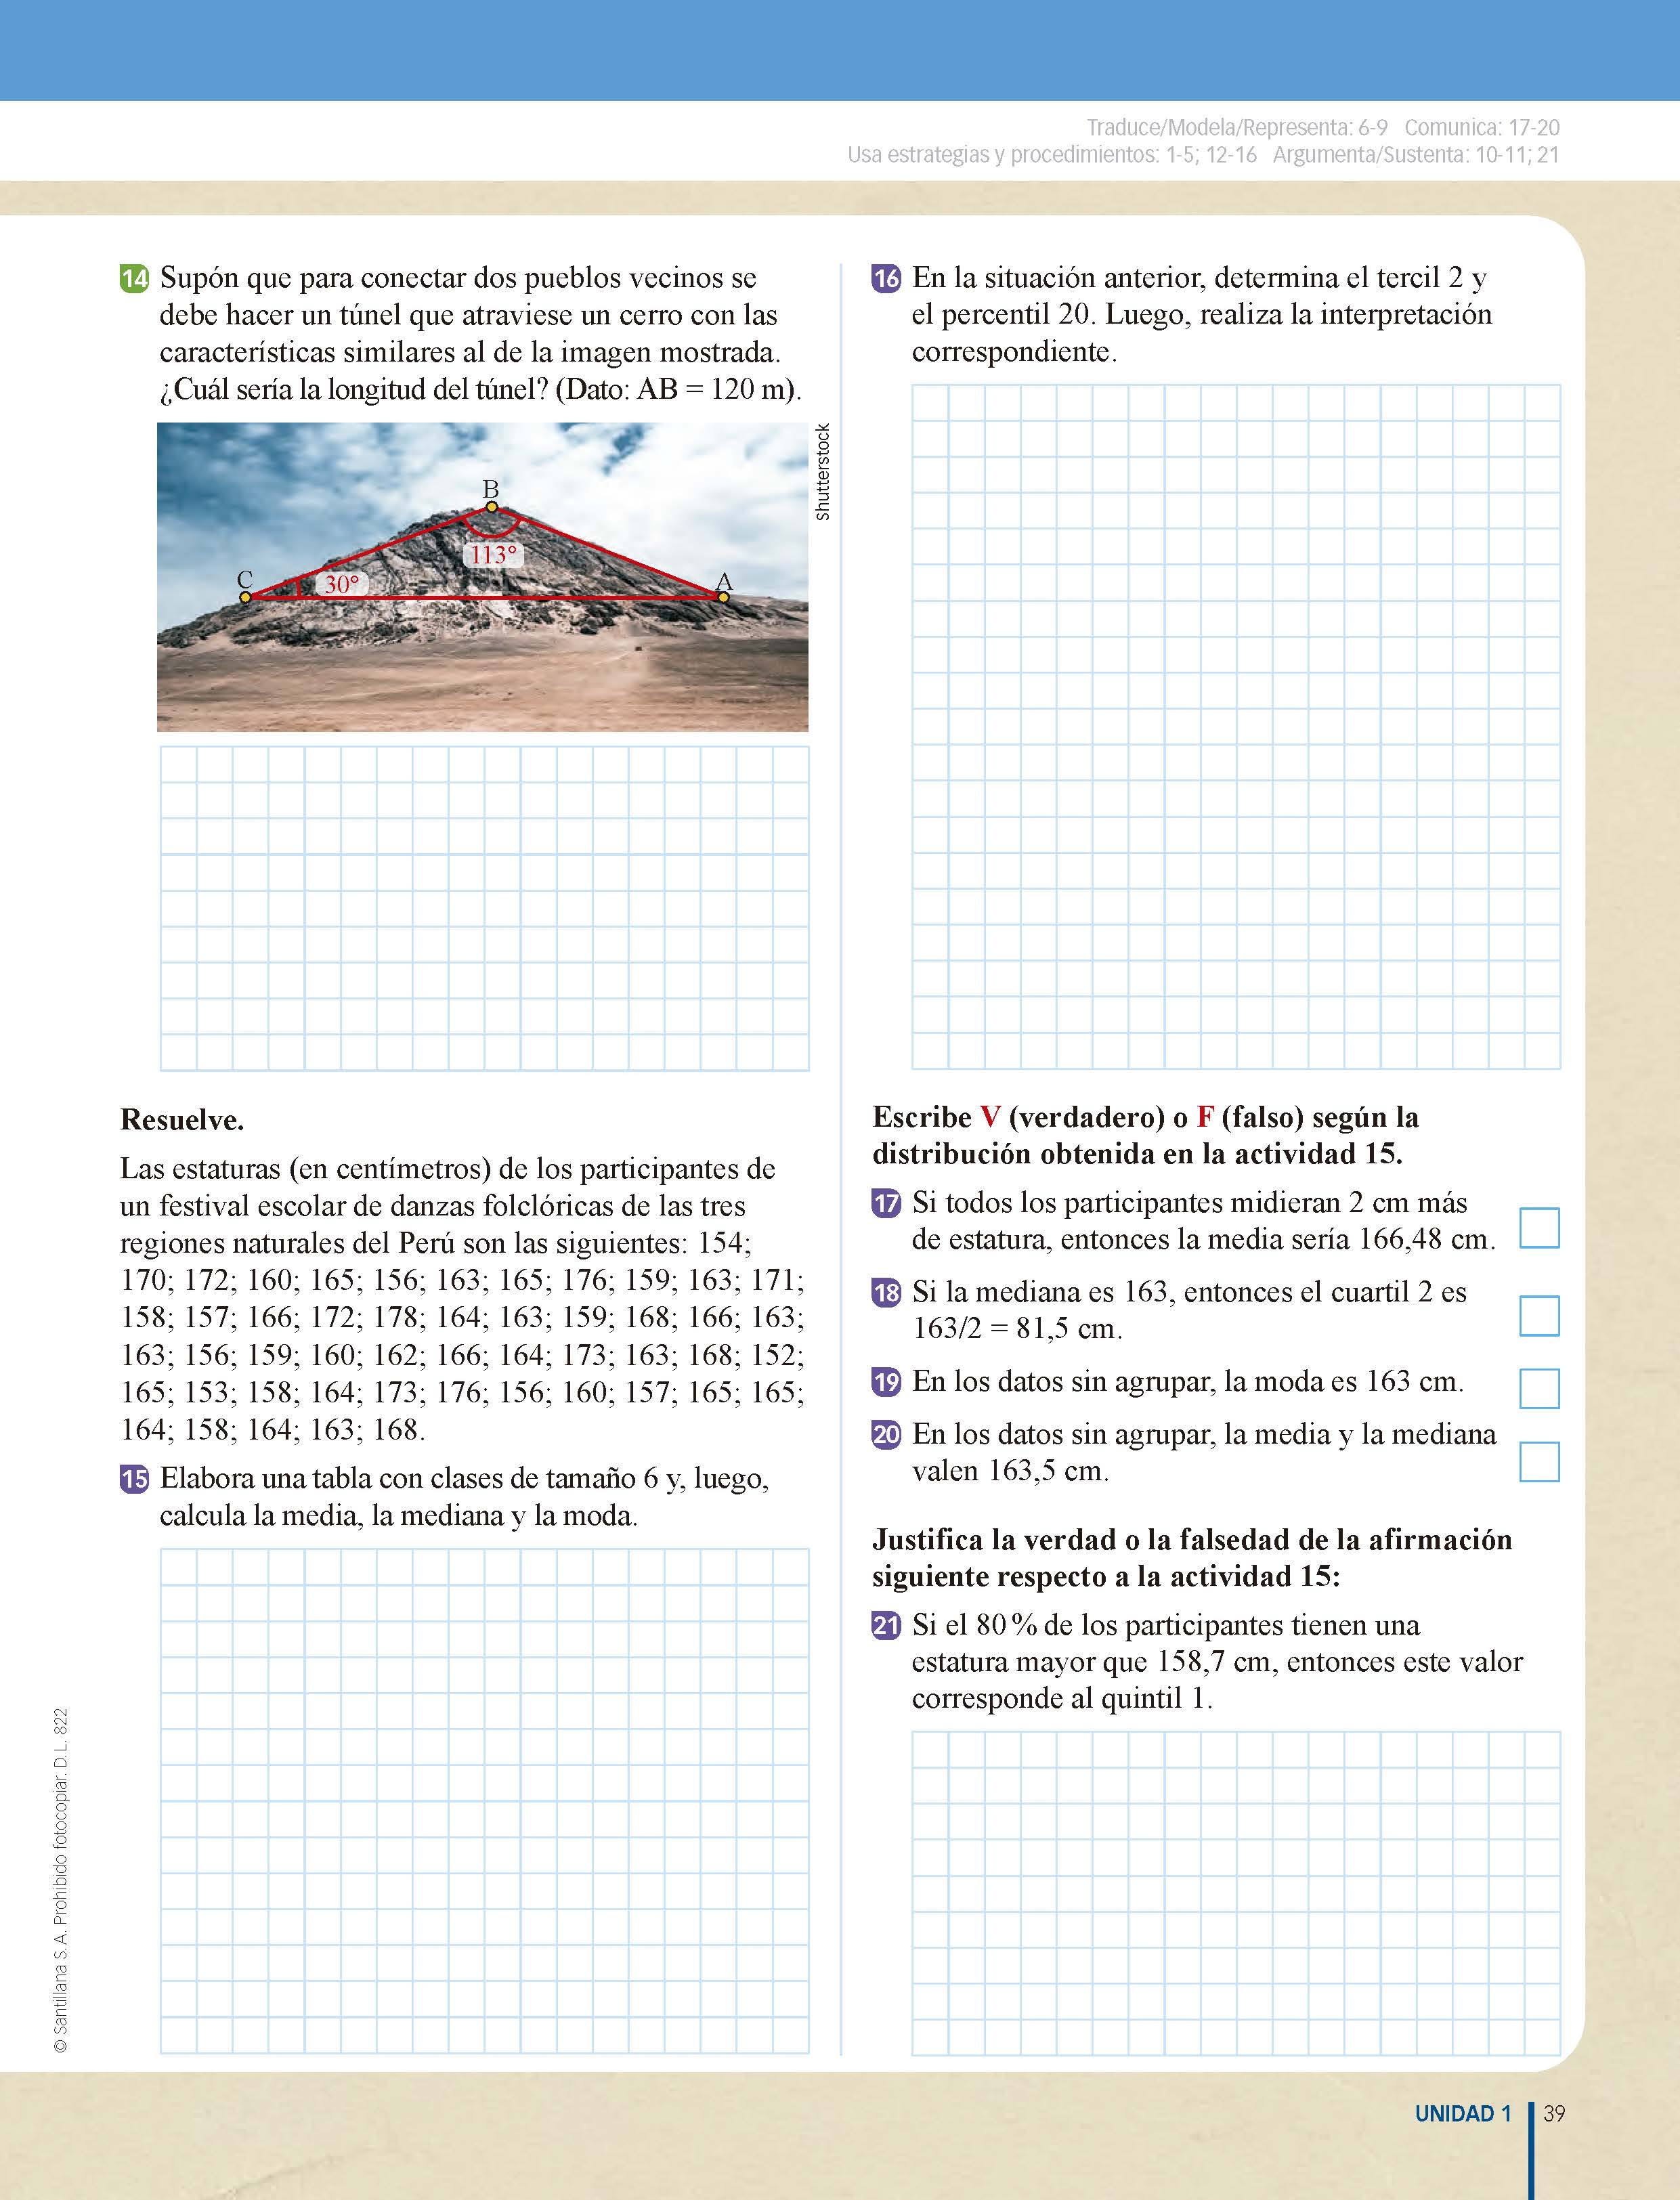 Traduce/Modela/Representa: 6-9 Comunica: 17-20
Usa estrategias y procedimientos: 1-5; 12-16 Argumenta/Sustenta: 10-11; 21
14 Supón que para conectar dos pueblos vecinos se
debe hacer un túnel que atraviese un cerro con las
características similares al de la imagen mostrada.
¿Cuál sería la longitud del túnel? (Dato: AB = 120 m).
Shutterstock
B
113°
C
30°
A
Resuelve.
Las estaturas (en centímetros) de los participantes de
un festival escolar de danzas folclóricas de las tres
regiones naturales del Perú son las siguientes: 154;
170; 172; 160; 165; 156; 163; 165; 176; 159; 163; 171;
158; 157; 166; 172; 178; 164; 163; 159; 168; 166; 163;
163; 156; 159; 160; 162; 166; 164; 173; 163; 168; 152;
165; 153; 158; 164; 173; 176; 156; 160; 157; 165; 165;
164; 158; 164; 163; 168.
15 Elabora una tabla con clases de tamaño 6 y, luego,
calcula la media, la mediana y la moda.
16 En la situación anterior, determina el tercil 2 y
el percentil 20. Luego, realiza la interpretación
correspondiente.
Escribe V (verdadero) o F (falso) según la
distribución obtenida en la actividad 15.
17 Si todos los participantes midieran 2 cm más
de estatura, entonces la media sería 166,48 cm.
18 Si la mediana es 163, entonces el cuartil 2 es
163/2 = 81,5 cm.
19 En los datos sin agrupar, la moda es 163 cm.
20 En los datos sin agrupar, la media y la mediana
valen 163,5 cm.
Justifica la verdad o la falsedad de la afirmación
siguiente respecto a la actividad 15:
21 Si el 80 % de los participantes tienen una
estatura mayor que 158,7 cm, entonces este valor
corresponde al quintil 1.
© Santillana S. A. Prohibido fotocopiar. D. L. 822
UNIDAD 1 39